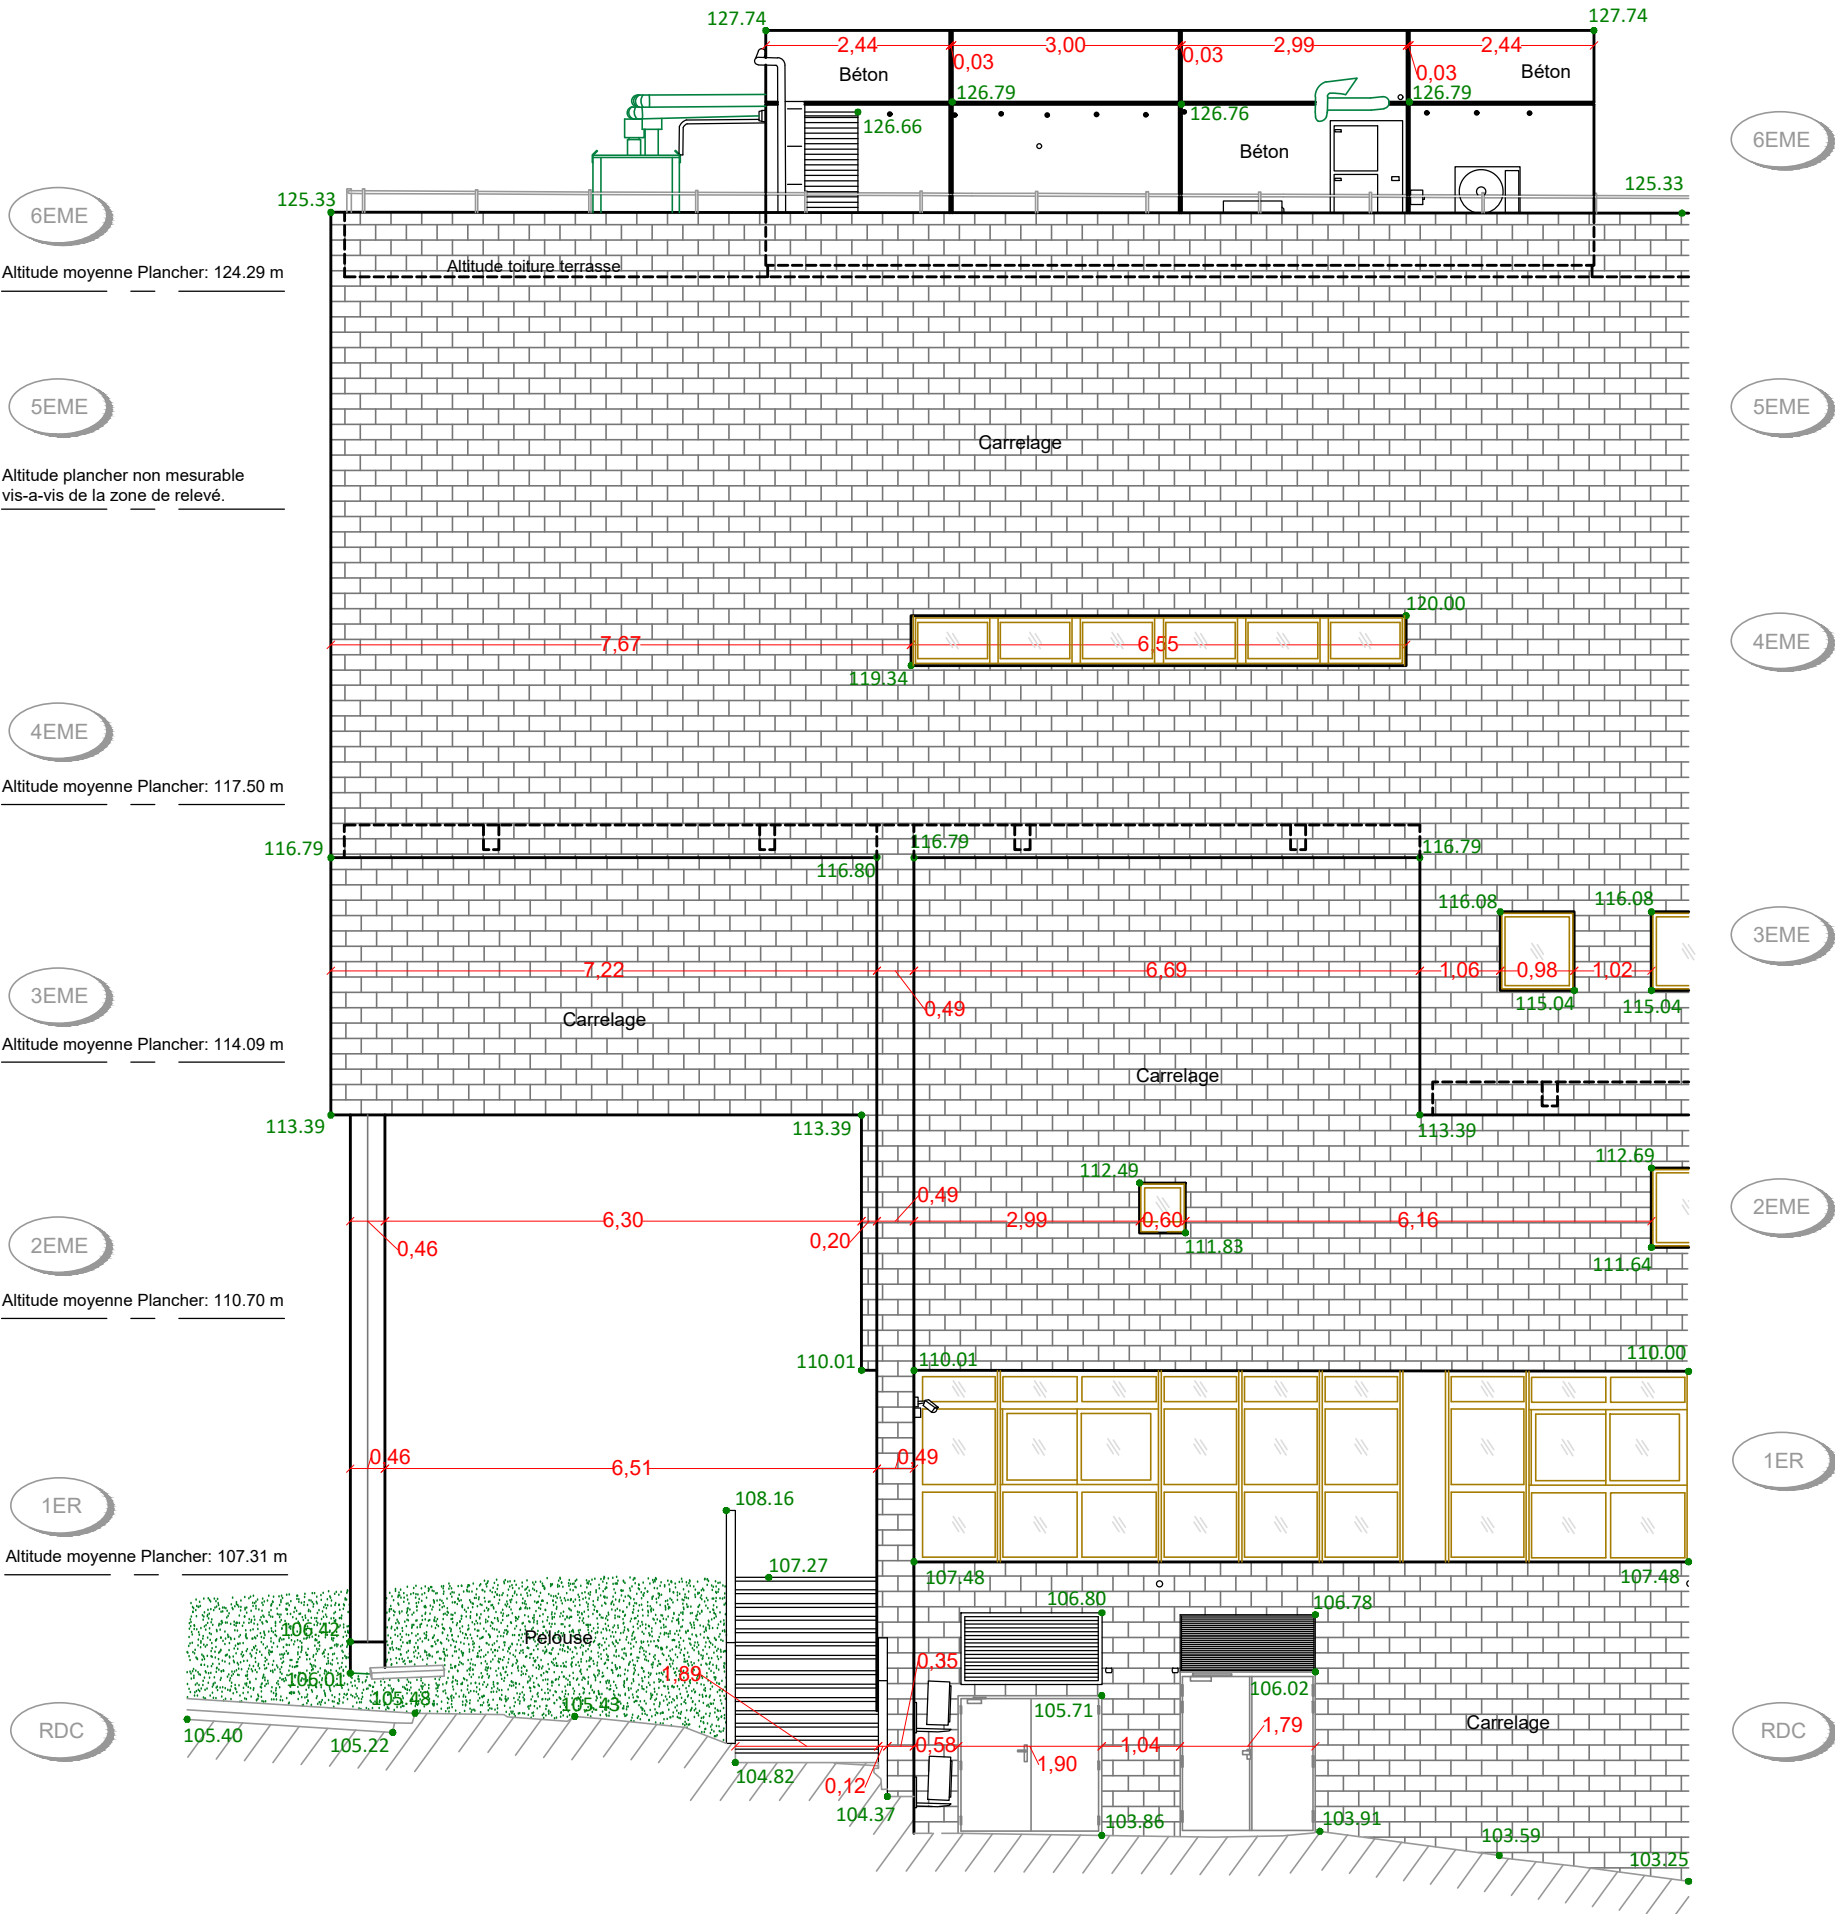 127.74
127.74
2,44
3,00
2,99
2,44
0,03
0,03
0,03
Béton
Béton
126.79
126.76
126.79
126.66
Béton
6EME
125.33
125.33
6EME
Altitude moyenne Plancher: 124.29 m
Altitude toiture terrasse
5EME
5EME
Carrelage
Altitude plancher non mesurable
vis-a-vis de la zone de relevé.
120.00
7,67
6,55
4EME
119.34
4EME
Altitude moyenne Plancher: 117.50 m
116.79
116.80
116.79
116.79
116.08
116.08
3EME
7,22
6,69
1,06
0,98
1,02
0,49
115.04
115.04
3EME
Carrelage
Altitude moyenne Plancher: 114.09 m
Carrelage
113.39
113.39
113.39
112.49
112.69
0,49
2EME
6,30
2,99
0,60
6,16
0,46
0,20
111.83
111.64
2EME
Altitude moyenne Plancher: 110.70 m
110.01
110.01
110.00
0,46
6,51
0,49
1ER
108.16
1ER
Altitude moyenne Plancher: 107.31 m
107.27
107.48
107.48
106.80
106.78
106.42
Pelouse
106.01
1,89
0,35
106.02
105.48
105.43
105.71
RDC
105.40
105.22
0,58
1,90
1,04
1,79
Carrelage
RDC
104.82
0,12
104.37
103.86
103.91
103.59
103.25